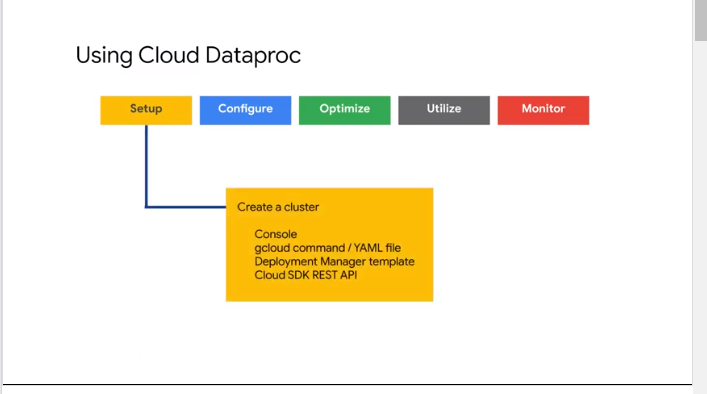 Using Cloud Dataproc
Setup
Configure
Optimize
Utilize
Monitor
Create a cluster
Console
gcloud command / YAML file
Deployment Manager template
Cloud SDK REST API